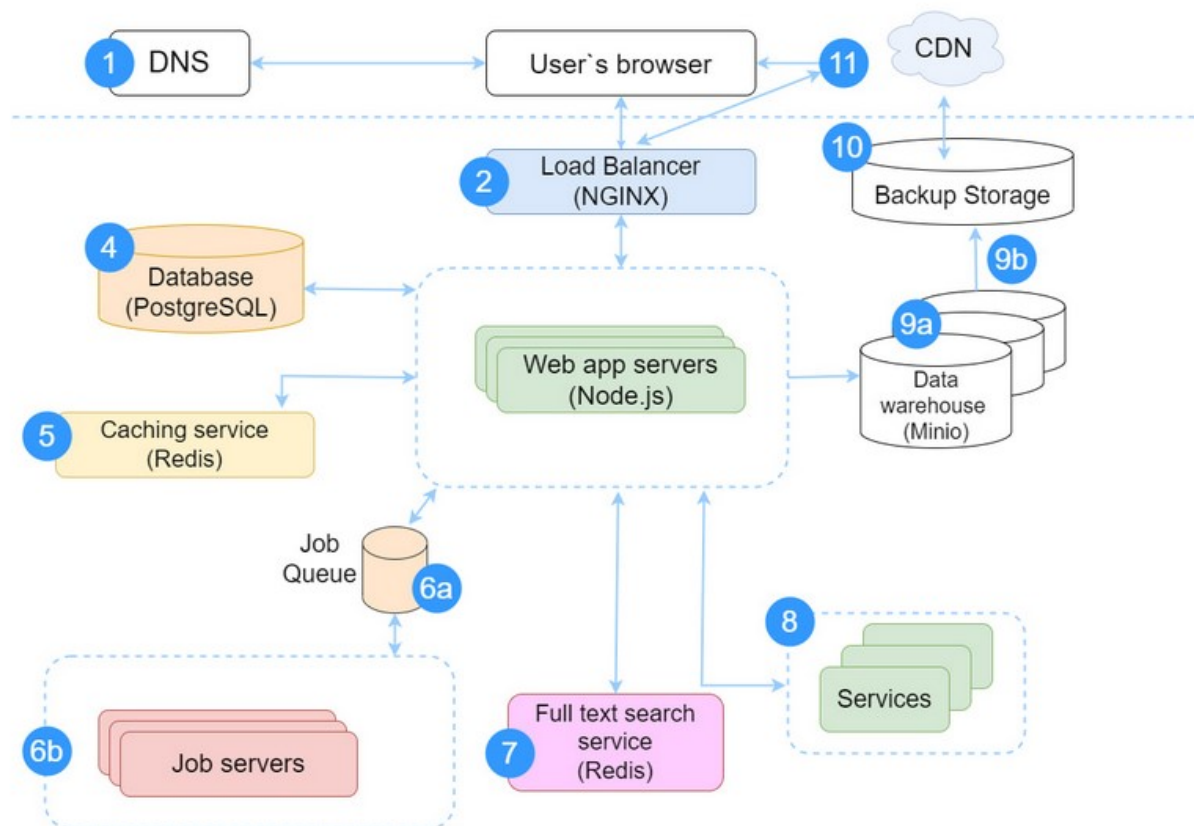 1
DNS
User`s browser
11
CDN
2
Load Balancer
(NGINX)
10
Backup Storage
4
Database
(PostgreSQL)
9b
9a
Web app servers
(Node.js)
Data
warehouse
(Minio)
5
Caching service
(Redis)
Job
Queue
6a
8
Services
6b
Job servers
7
Full text search
service
(Redis)